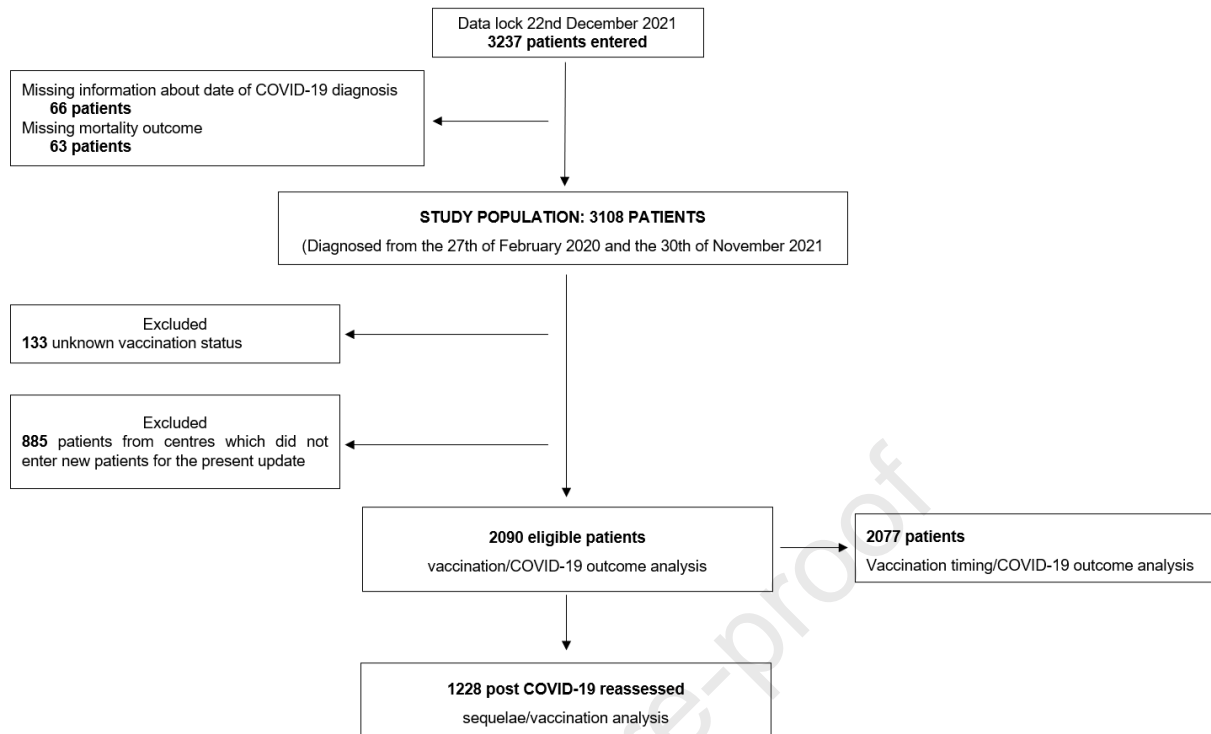 Data lock 22nd December 2021
3237 patients entered
Missing information about date of COVID-19 diagnosis
66 patients
Missing mortality outcome
63 patients
STUDY POPULATION: 3108 PATIENTS
(Diagnosed from the 27th of February 2020 and the 30th of November 2021
Excluded
133 unknown vaccination status
Excluded
885 patients from centres which did not
enter new patients for the present update
2090 eligible patients
vaccination/COVID-19 outcome analysis
2077 patients
Vaccination timing/COVID-19 outcome analysis
1228 post COVID-19 reassessed
sequelae/vaccination analysis
e-proof